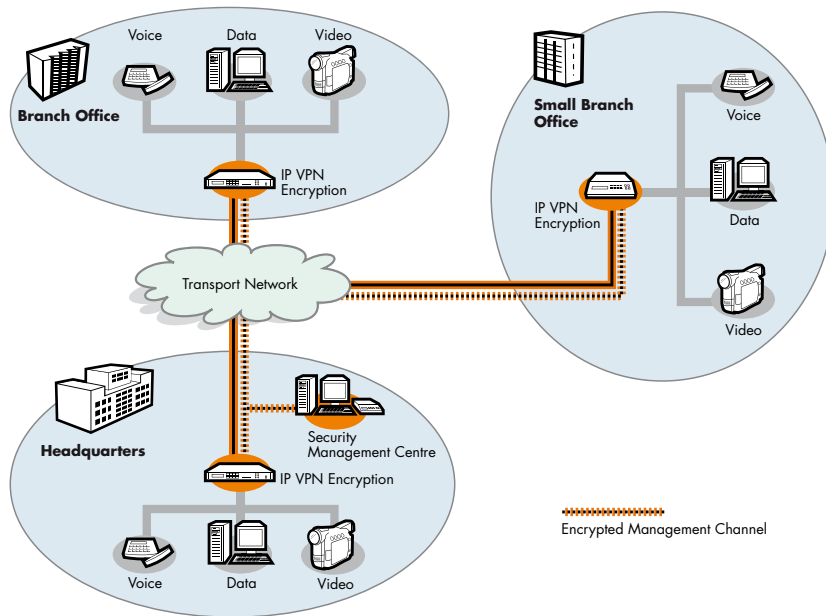 Voice
Data
Video
Branch Office
IP VPN
Encryption
Small Branch
Office
Voice
IP VPN
Encryption
Data
Video
Transport Network
Headquarters
Security
Management Centre
IP VPN Encryption
Voice
Data
Video
Encrypted Management Channel